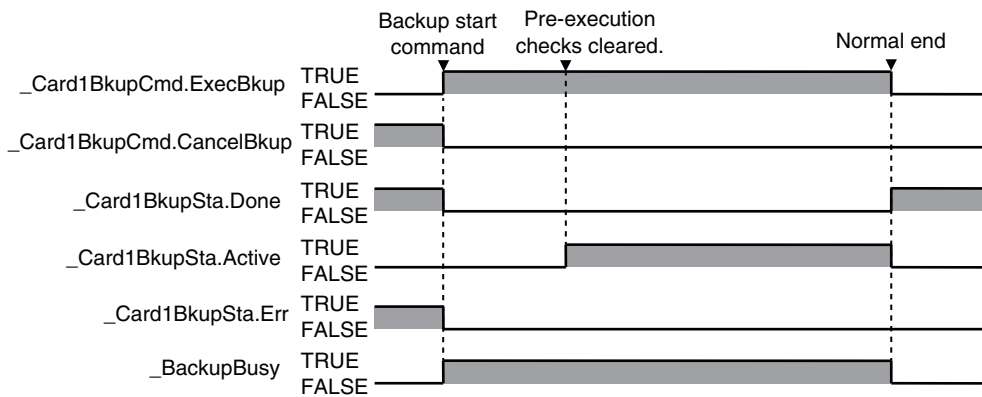 Backup start
command
Pre-execution
checks cleared.
Normal end
_Card1BkupCmd.ExecBkup
TRUE
FALSE
_Card1BkupCmd.CancelBkup
TRUE
FALSE
_Card1BkupSta.Done
TRUE
FALSE
_Card1BkupSta.Active
TRUE
FALSE
_Card1BkupSta.Err
TRUE
FALSE
_BackupBusy
TRUE
FALSE